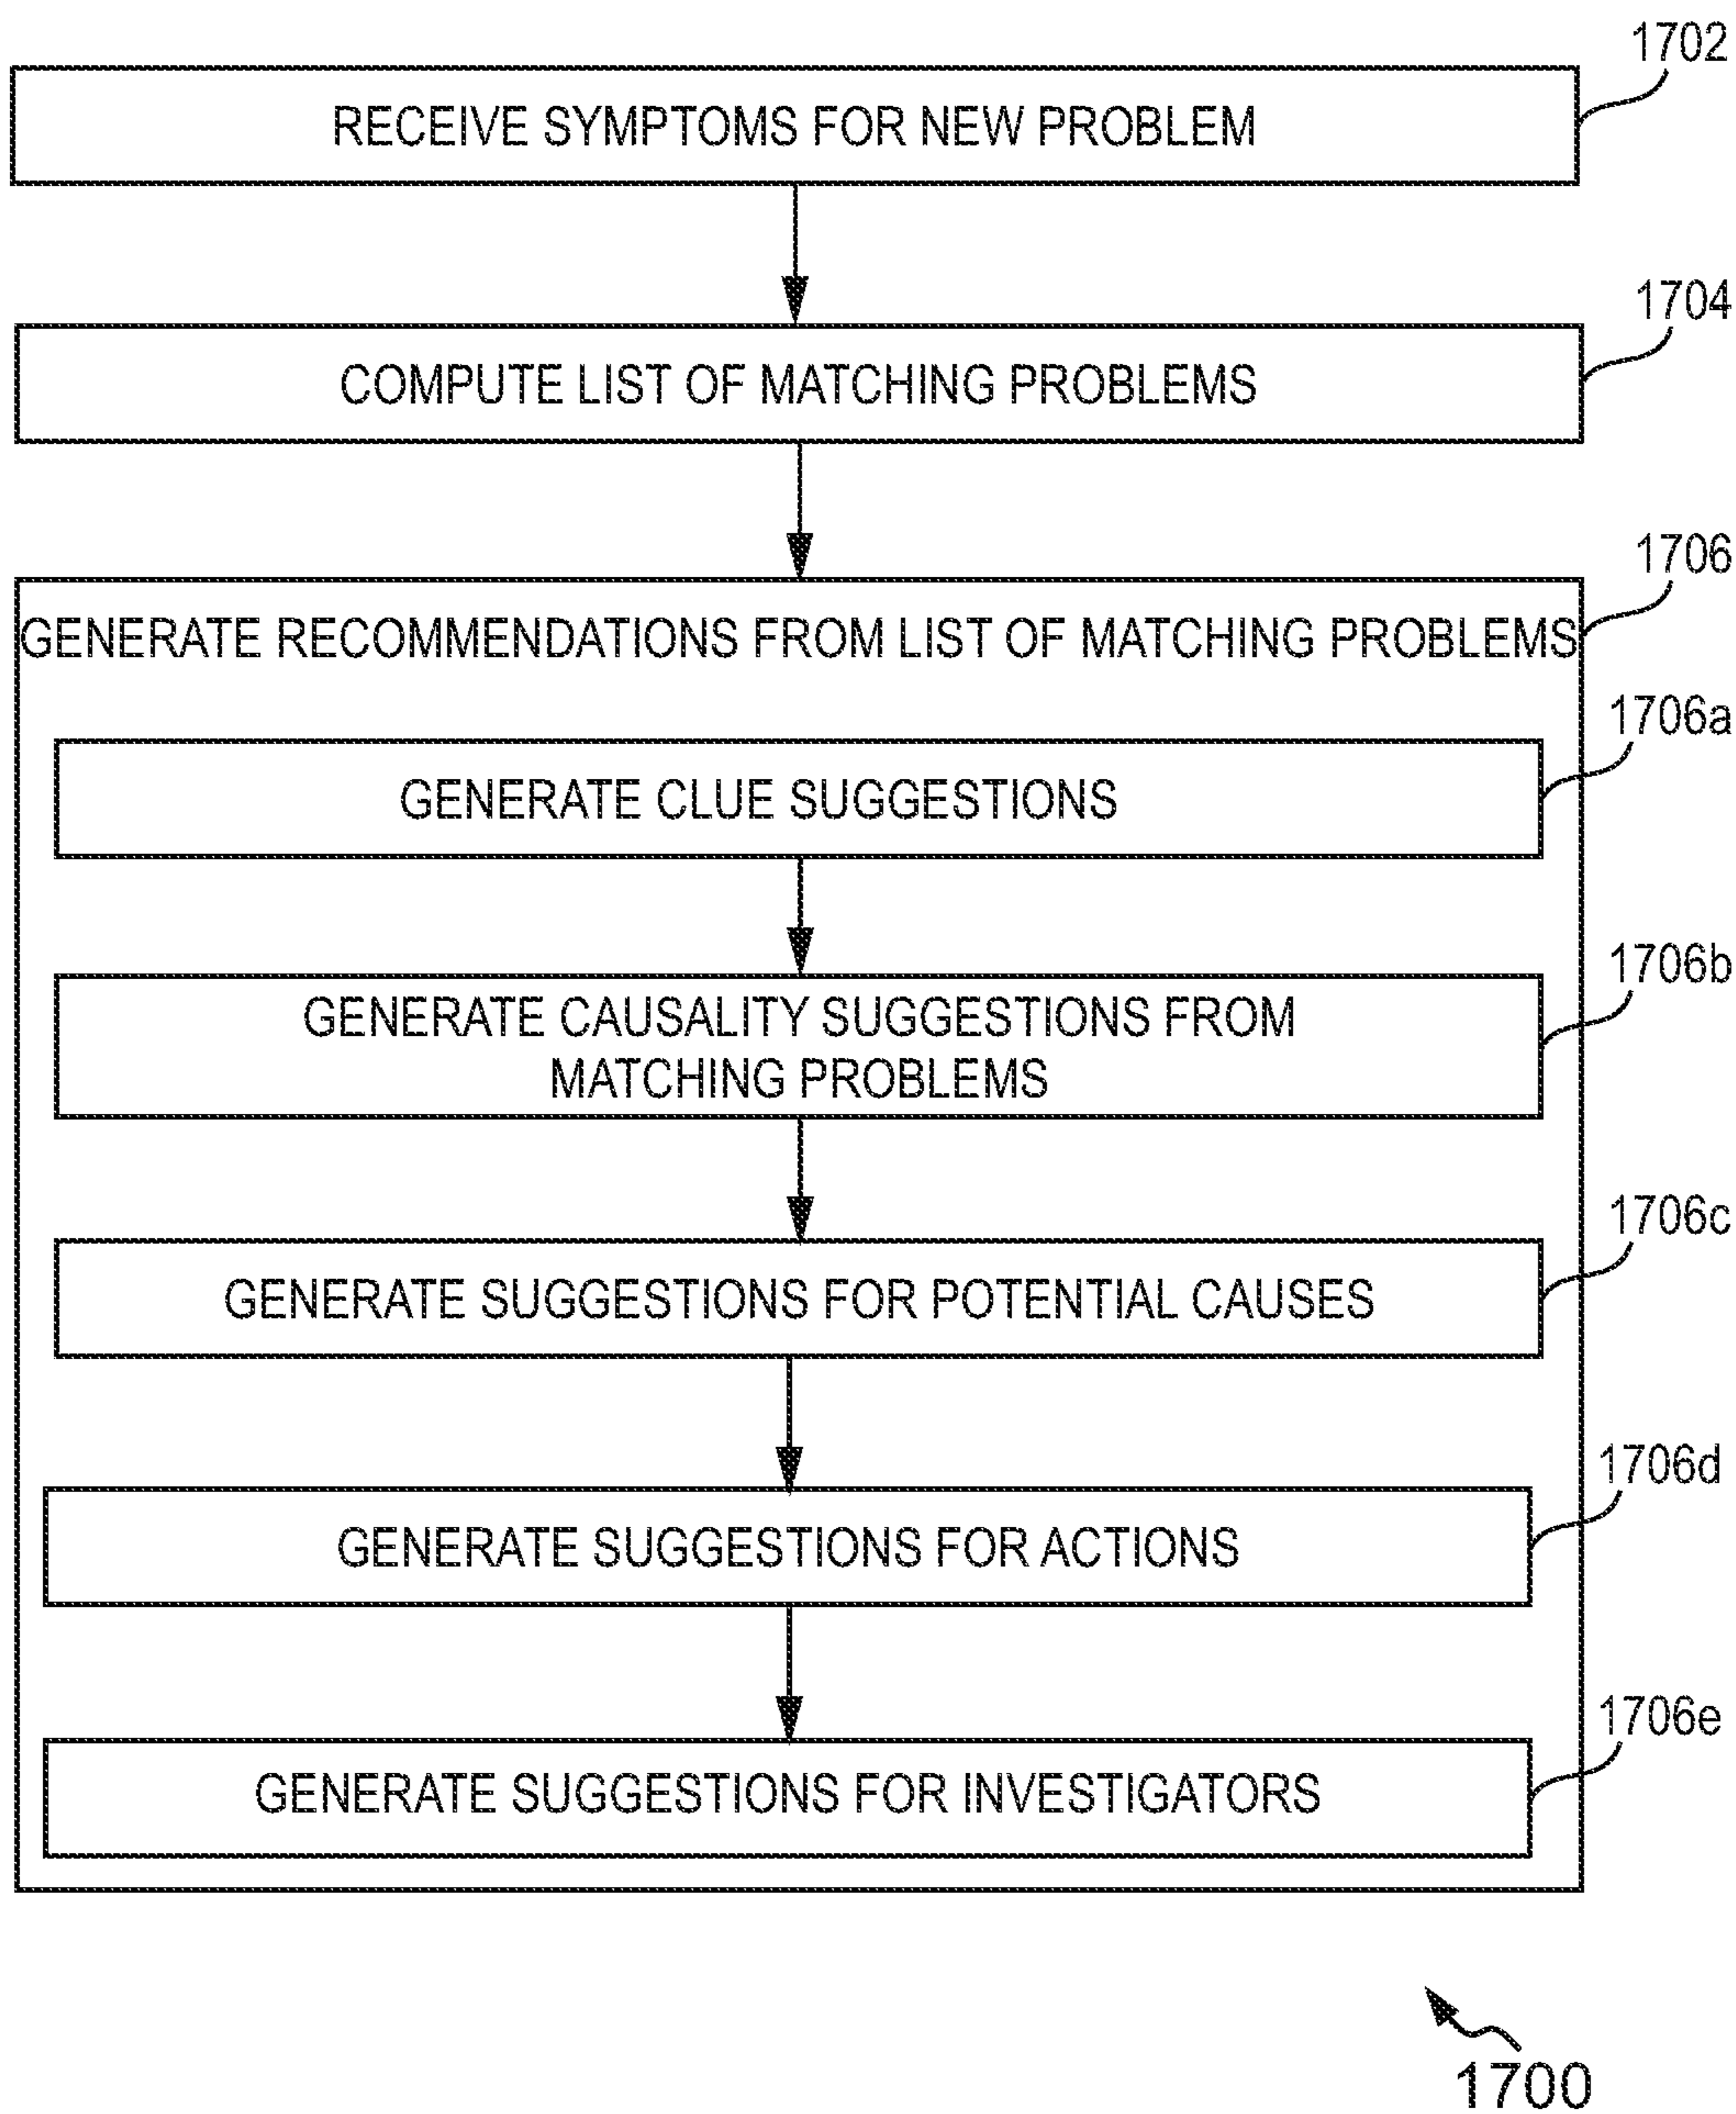 1702
RECEIVE SYMPTOMS FOR NEW PROBLEM
1704
COMPUTE LIST OF MATCHING PROBLEMS
1706
GENERATE RECOMMENDATIONS FROM LIST OF MATCHING PROBLEMS
1706a
GENERATE CLUE SUGGESTIONS
1706b
GENERATE CAUSALITY SUGGESTIONS FROM
MATCHING PROBLEMS
1706c
GENERATE SUGGESTIONS FOR POTENTIAL CAUSES
1706d
GENERATE SUGGESTIONS FOR ACTIONS
1706e
GENERATE SUGGESTIONS FOR INVESTIGATORS
1700